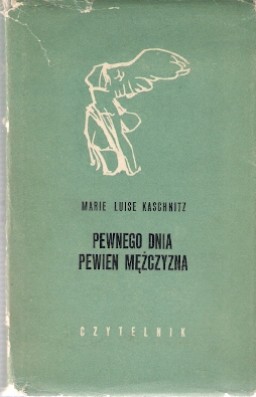 MARIE LUISE KASCHNITZ
PEWNEGO DNIA
PEWIEN MĘŻCZYZNA
CZYTELNIK